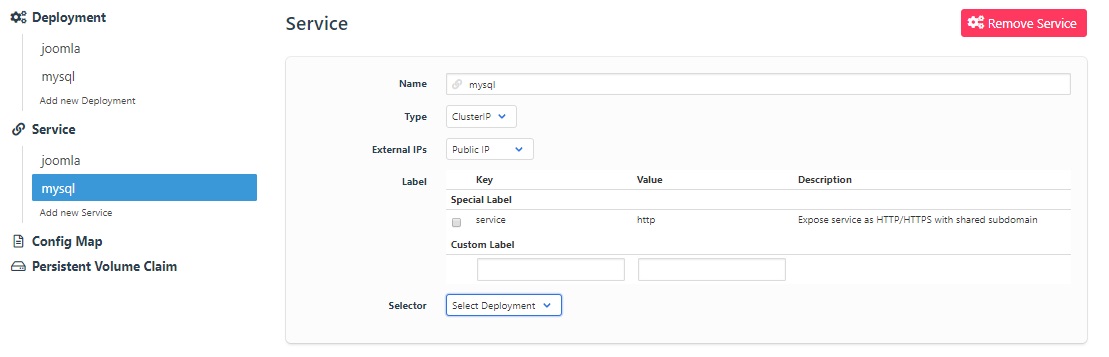 Deployment
joomla
mysql
Add new Deployment
Service
joomla
mysql
Add new Service
Config Map
Persistent Volume Claim
Service
Remove Service
Name mysql
Type ClusterIP
External IPs Public IP
Label Key Value Description
Special Label
service http Expose service as HTTP/HTTPS with shared subdomain
Custom Label
Selector Select Deployment